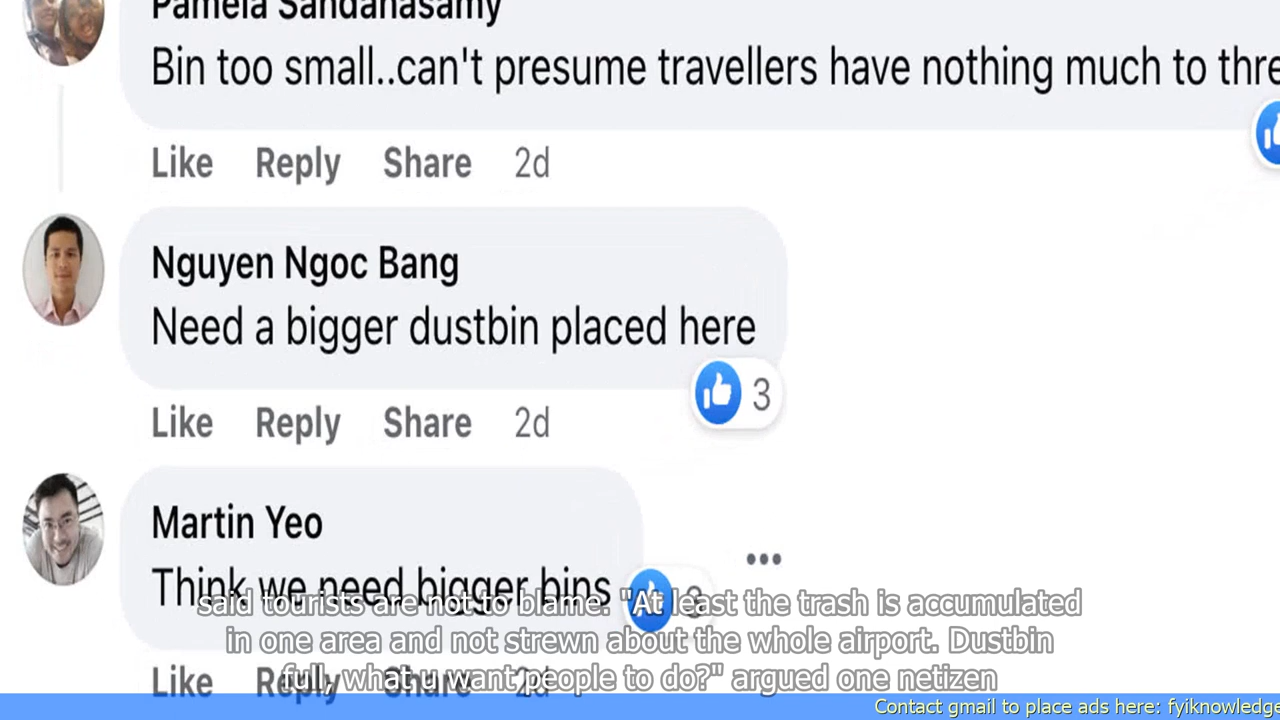 Pamela Sandanasamy
Bin too small..can't presume travellers have nothing much to thre
Like Reply Share 2d
Nguyen Ngoc Bang
Need a bigger dustbin placed here
3
Like Reply Share 2d
Martin Yeo
Think we need bigger bins
3
said tourists are not to blame. "At least the trash is accumulated
in one area and not strewn about the whole airport. Dustbin
full, what u want people to do?" argued one netizen
Like Reply Share 2d
Contact gmail to place ads here: fyiknowledge